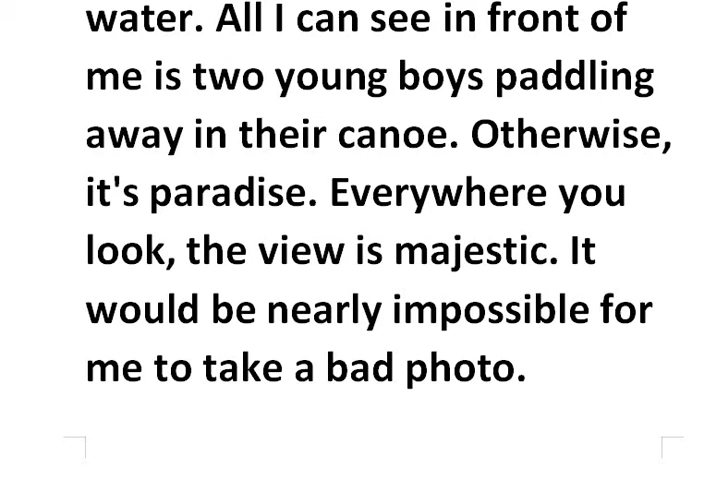 water. All I can see in front of
me is two young boys paddling
away in their canoe. Otherwise,
it's paradise. Everywhere you
look, the view is majestic. It
would be nearly impossible for
me to take a bad photo.